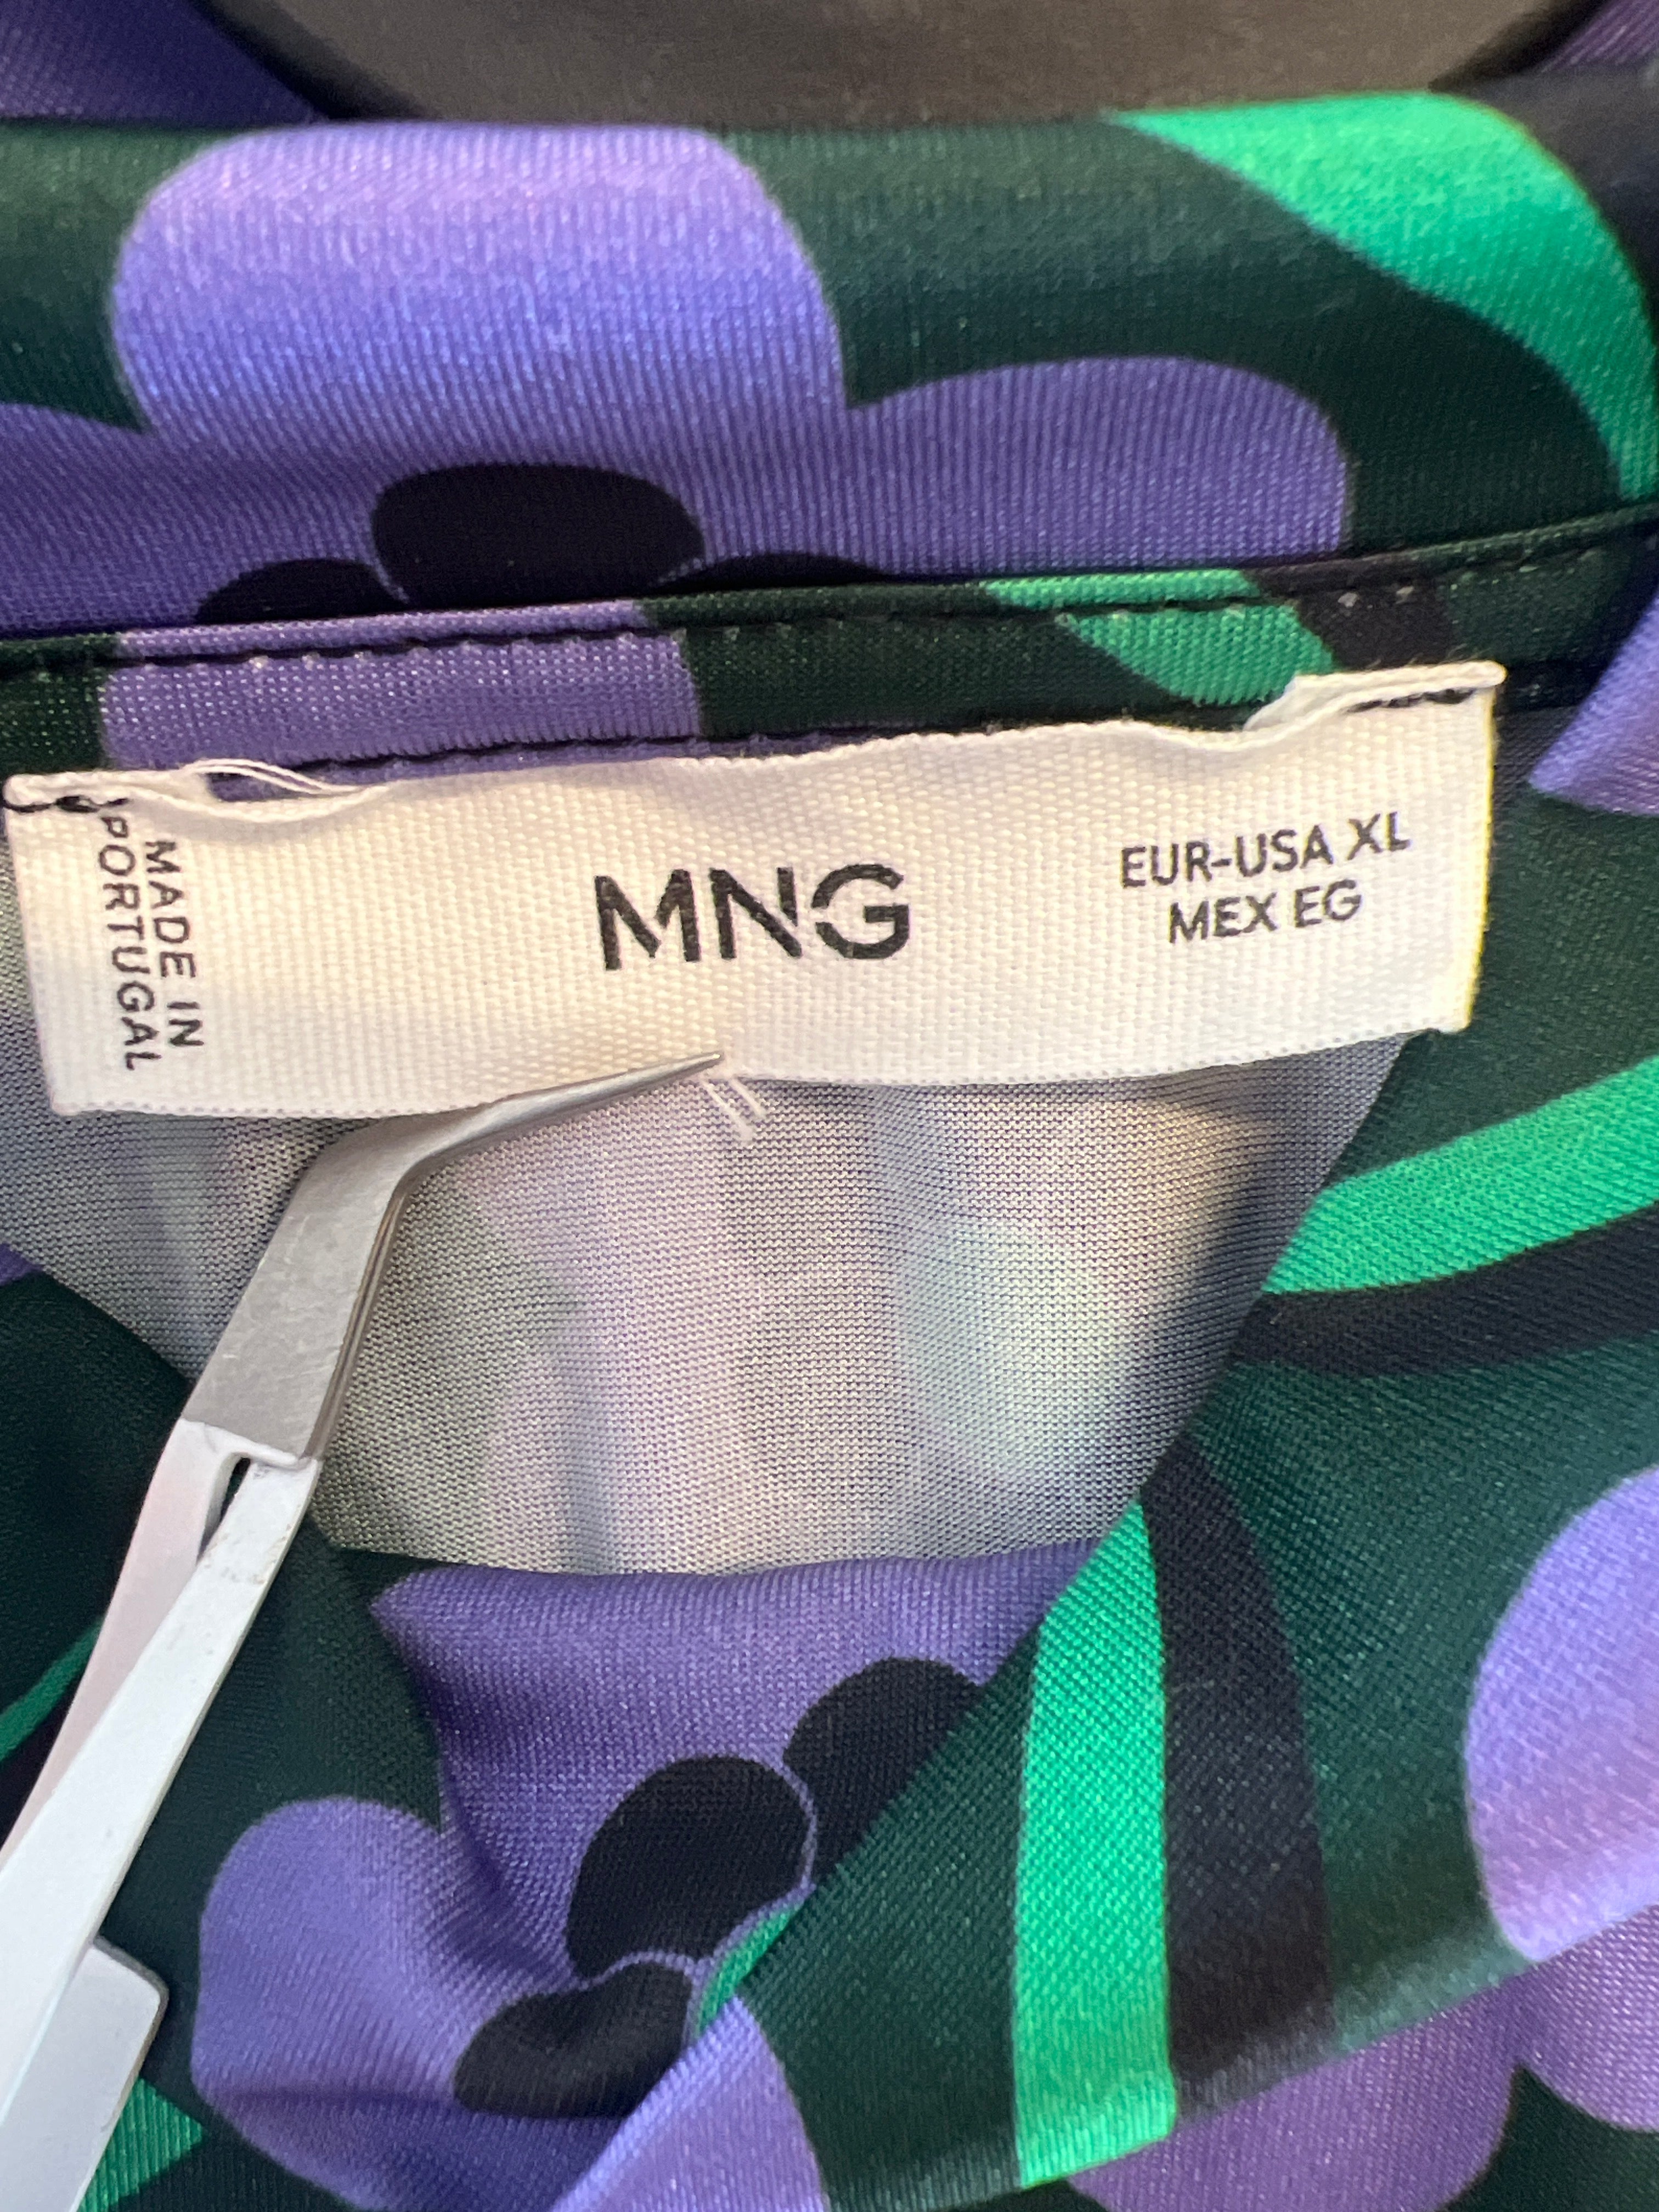 MADE IN
PORTUGAL
MNG
EUR-USA XL
MEX EG